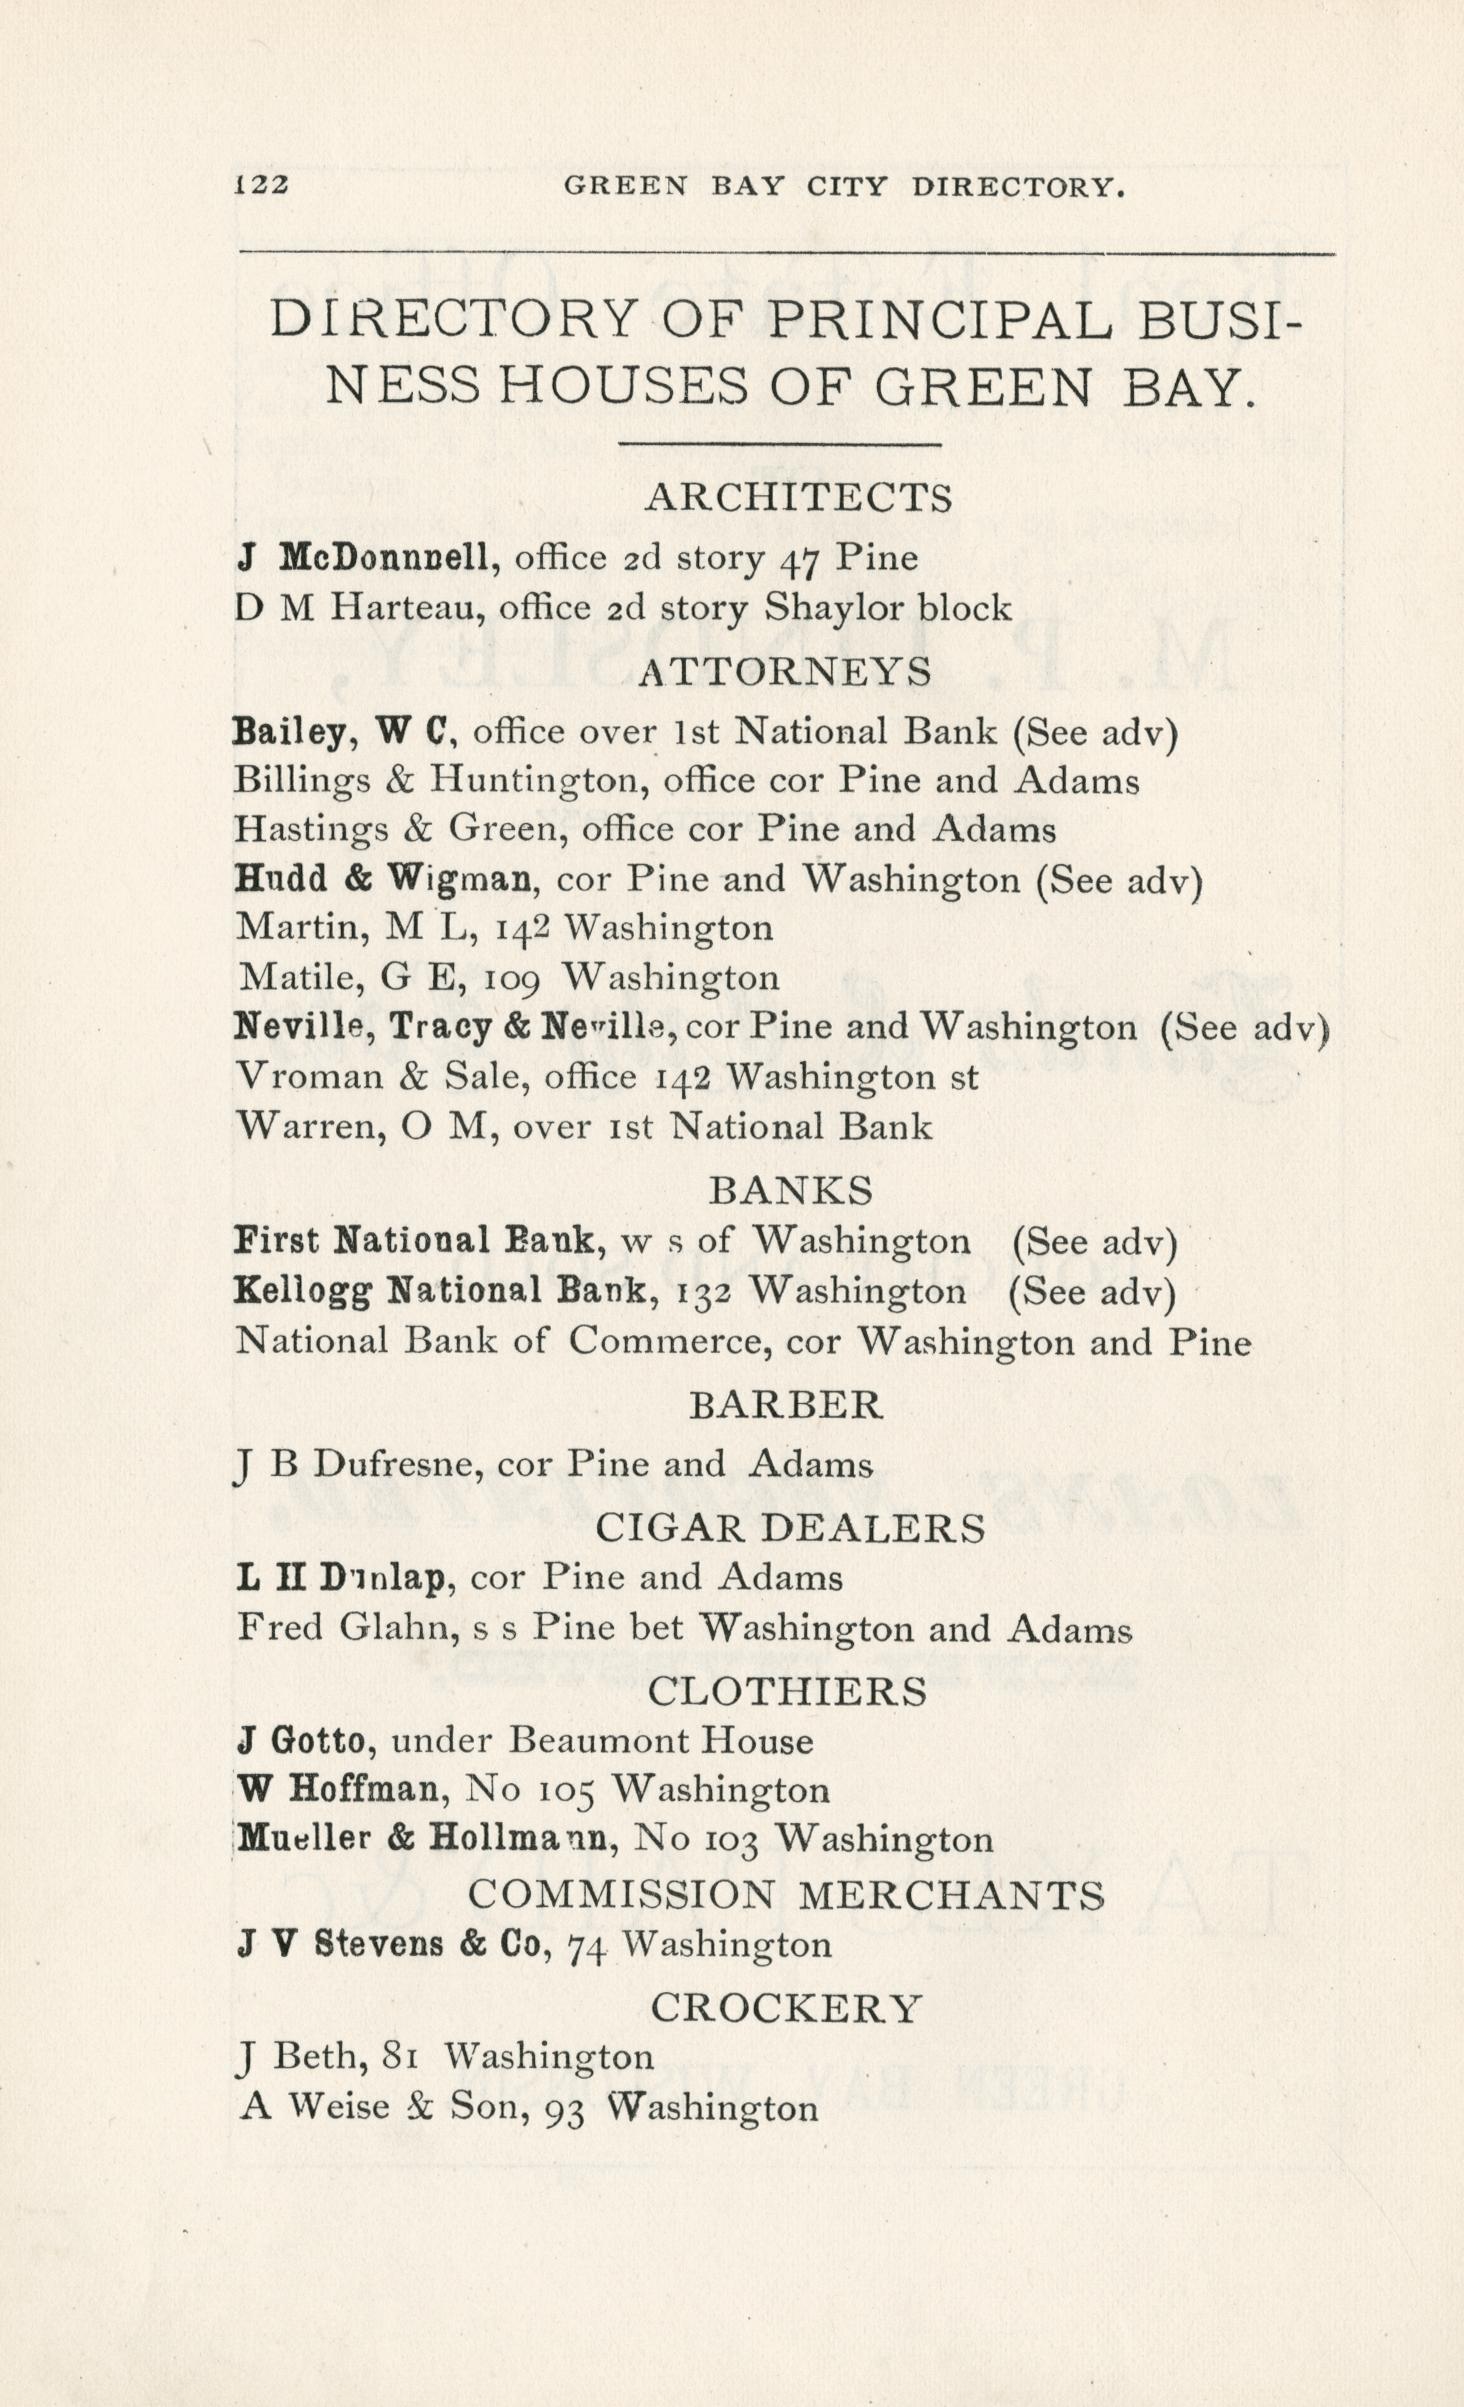 122 GREEN BAY CITY DIRECTORY.
DIRECTORY OF PRINCIPAL BUSI-
NESS HOUSES OF GREEN BAY.
ARCHITECTS
J McDonnnell, office 2d story 47 Pine
D M Harteau, office 2d story Shaylor block
ATTORNEYS
Bailey, W C, office over 1st National Bank (See adv)
Billings & Huntington, office cor Pine and Adams
Hastings & Green, office cor Pine and Adams
Hudd & Wigman, cor Pine and Washington (See adv)
Martin, M L, 142 Washington
Matile, G E, 109 Washington
Neville, Tracy & Neville, cor Pine and Washington (See adv)
Vroman & Sale, office 142 Washington st
Warren, O M, over 1st National Bank
BANKS
First National Bank, w s of Washington (See adv)
Kellogg National Bank, 132 Washington (See adv)
National Bank of Commerce, cor Washington and Pine
BARBER
J B Dufresne, cor Pine and Adams
CIGAR DEALERS
L H Dunlap, cor Pine and Adams
Fred Glahn, s s Pine bet Washington and Adams
CLOTHIERS
J Gotto, under Beaumont House
W Hoffman, No 105 Washington
Mueller & Hollmann, No 103 Washington
COMMISSION MERCHANTS
J V Stevens & Co, 74 Washington
CROCKERY
J Beth, 81 Washington
A Weise & Son, 93 Washington